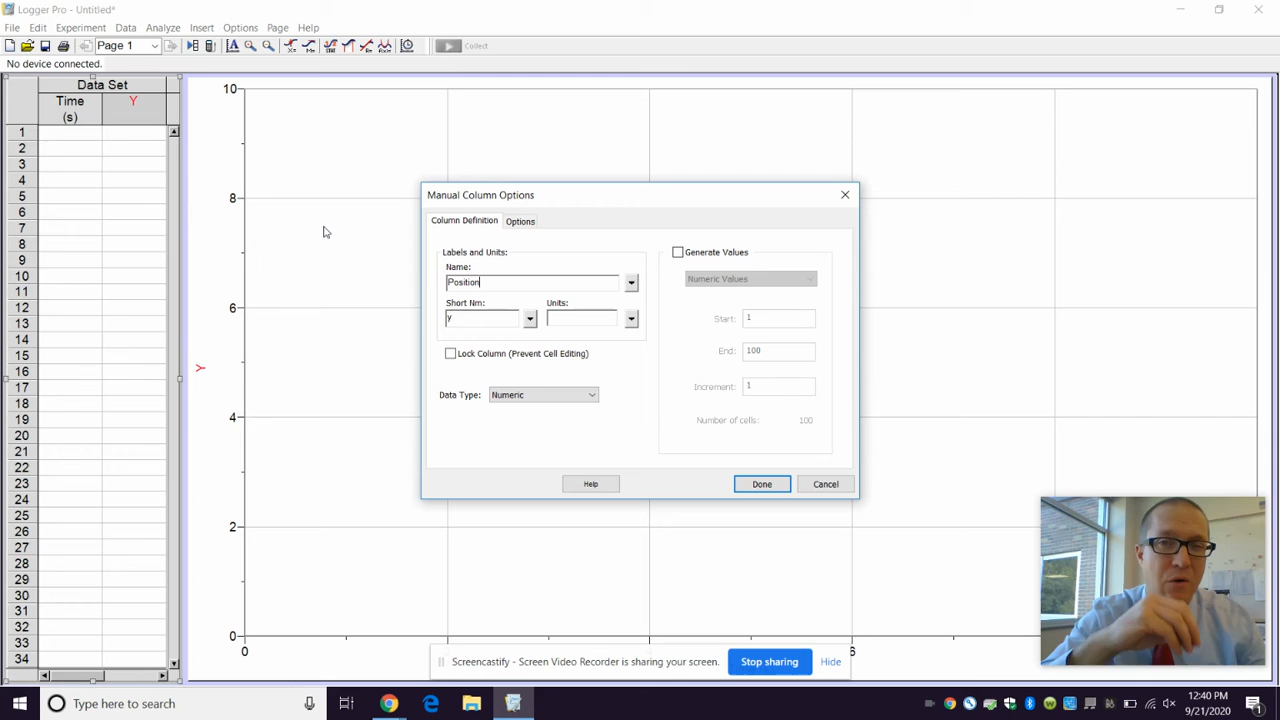 Logger Pro - Untitled*
File Edit Experiment Data Analyze Insert Options Page Help
Page 1
Collect
No device connected.
Data Set
Time (s)
Y
1
2
3
4
5
6
7
8
9
10
11
12
13
14
15
16
17
18
19
20
21
22
23
24
25
26
27
28
29
30
31
32
33
34
10
8
6
4
2
0
Y
0
6
Manual Column Options
Column Definition Options
Labels and Units:
Name:
Position
Short Nm: Units:
y
Lock Column (Prevent Cell Editing)
Data Type: Numeric
Generate Values
Numeric Values
Start: 1
End: 100
Increment: 1
Number of cells: 100
Help Done Cancel
Screencastify - Screen Video Recorder is sharing your screen. Stop sharing Hide
Type here to search
12:40 PM
9/21/2020
1